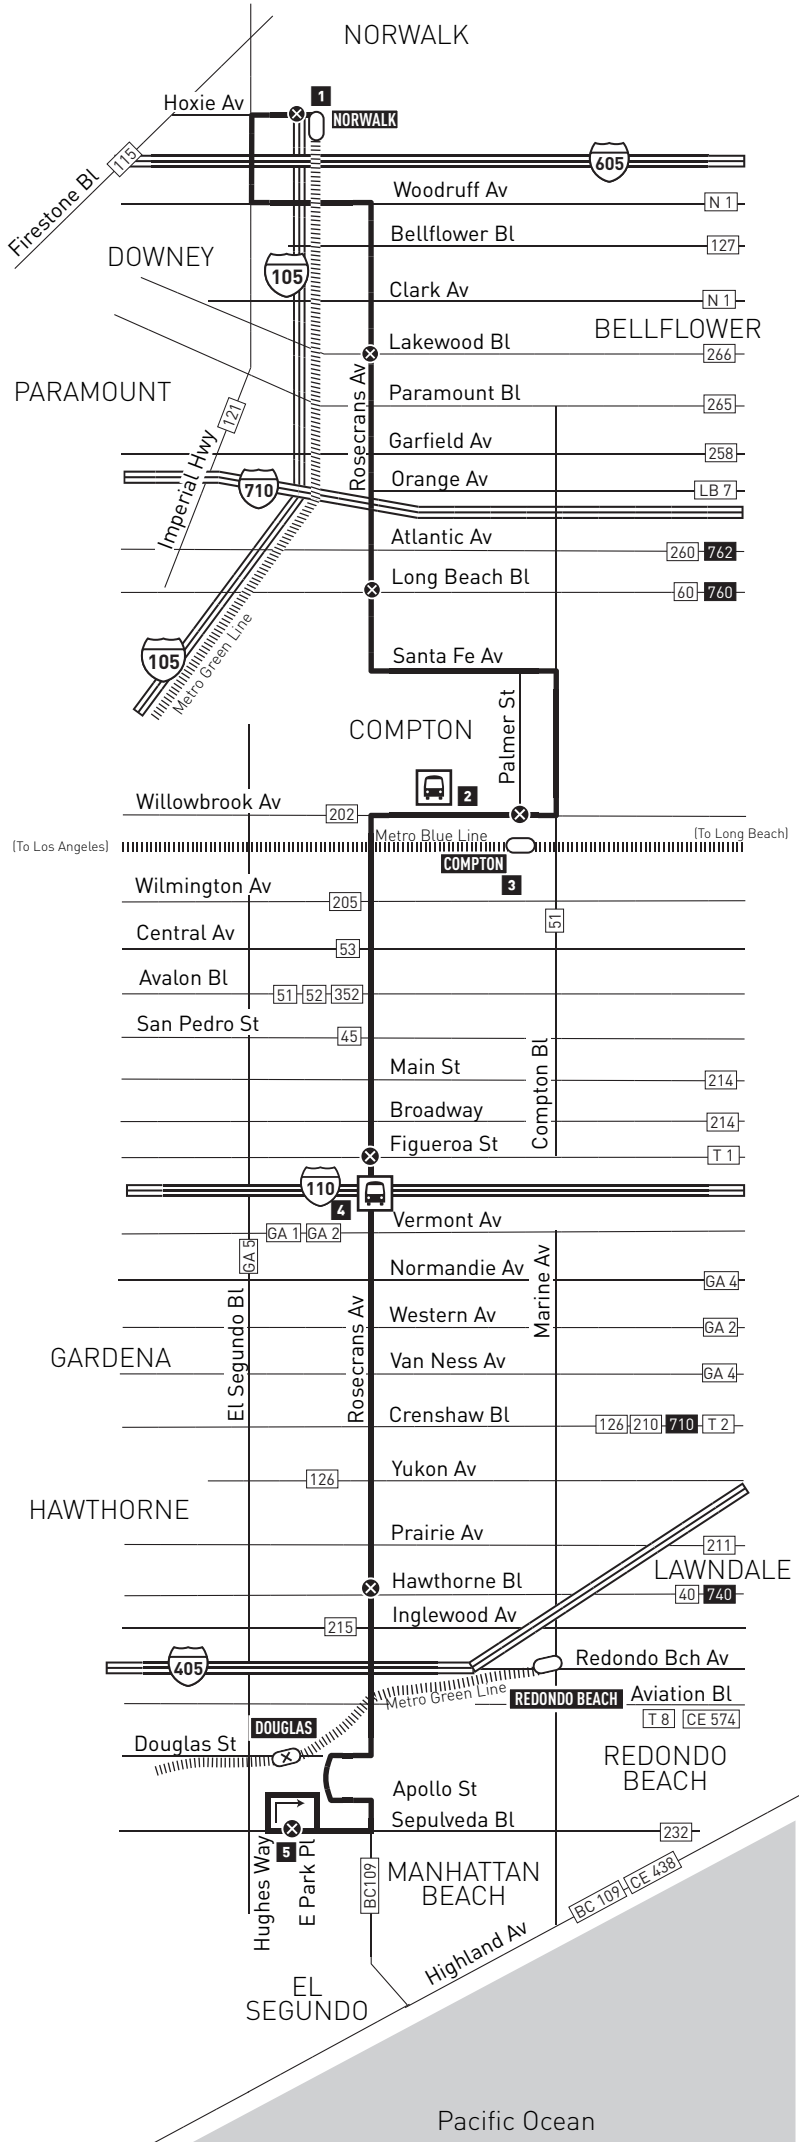 NORWALK
Hoxie Av
1
NORWALK
115
605
Firestone Bl
Woodruff Av
N 1
Bellflower Bl
127
DOWNEY
105
Clark Av
N 1
BELLFLOWER
Lakewood Bl
266
Rosecrans Av
PARAMOUNT
Paramount Bl
265
121
Imperial Hwy
Garfield Av
258
710
Orange Av
LB 7
Atlantic Av
260
762
Long Beach Bl
60
760
105
Metro Green Line
Santa Fe Av
Palmer St
COMPTON
2
Willowbrook Av
202
Metro Blue Line
(To Los Angeles)
(To Long Beach)
COMPTON
3
Wilmington Av
205
51
Central Av
53
Avalon Bl
51
52
352
San Pedro St
45
Compton Bl
Main St
214
Broadway
214
Figueroa St
T 1
110
4
Vermont Av
GA 1
GA 2
GA 5
Normandie Av
GA 4
Marine Av
El Segundo Bl
Rosecrans Av
Western Av
GA 2
GARDENA
Van Ness Av
GA 4
Crenshaw Bl
126
210
710
T 2
126
Yukon Av
HAWTHORNE
Prairie Av
211
LAWNDALE
Hawthorne Bl
40
740
215
Inglewood Av
405
Redondo Bch Av
Metro Green Line
REDONDO BEACH
Aviation Bl
T 8
CE 574
DOUGLAS
Douglas St
REDONDO
BEACH
Apollo St
Sepulveda Bl
232
5
Hughes Way
E Park Pl
BC109
MANHATTAN
BEACH
BC 109
CE 438
Highland Av
EL
SEGUNDO
Pacific Ocean